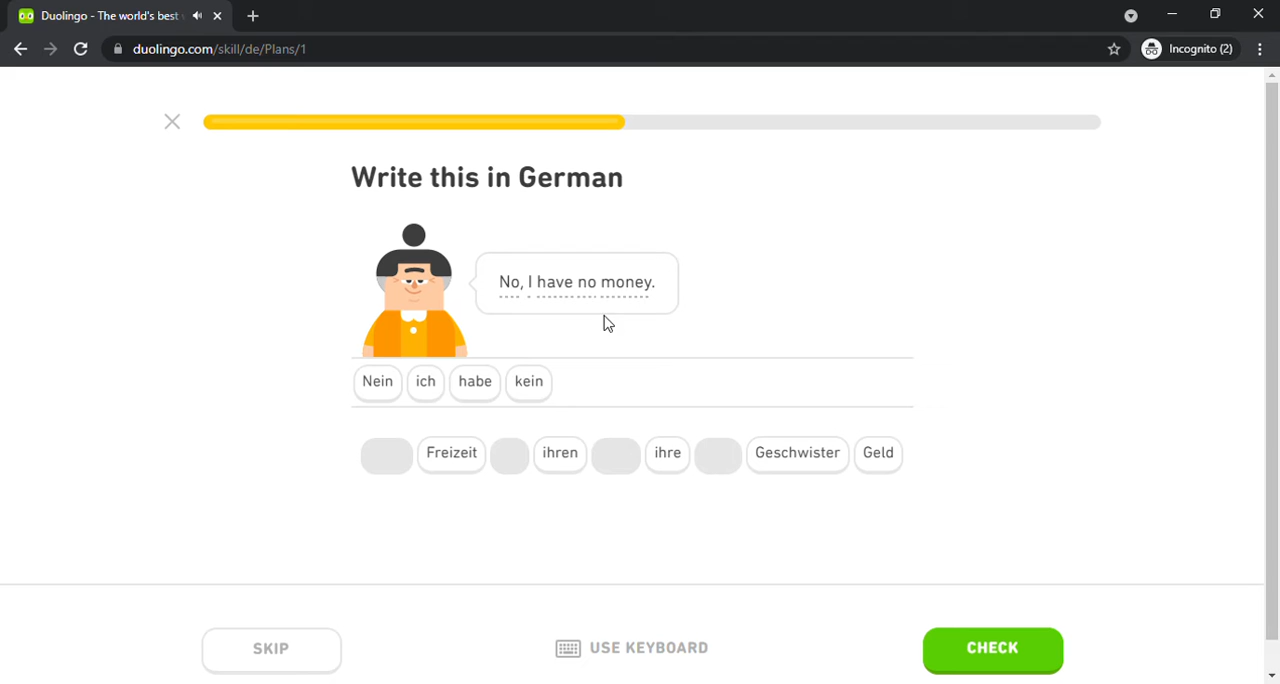 Duolingo - The world's best
duolingo.com/skill/de/Plans/1
Incognito (2)
Write this in German
No, I have no money.
Nein ich habe kein
Freizeit ihren ihre Geschwister Geld
SKIP
USE KEYBOARD
CHECK